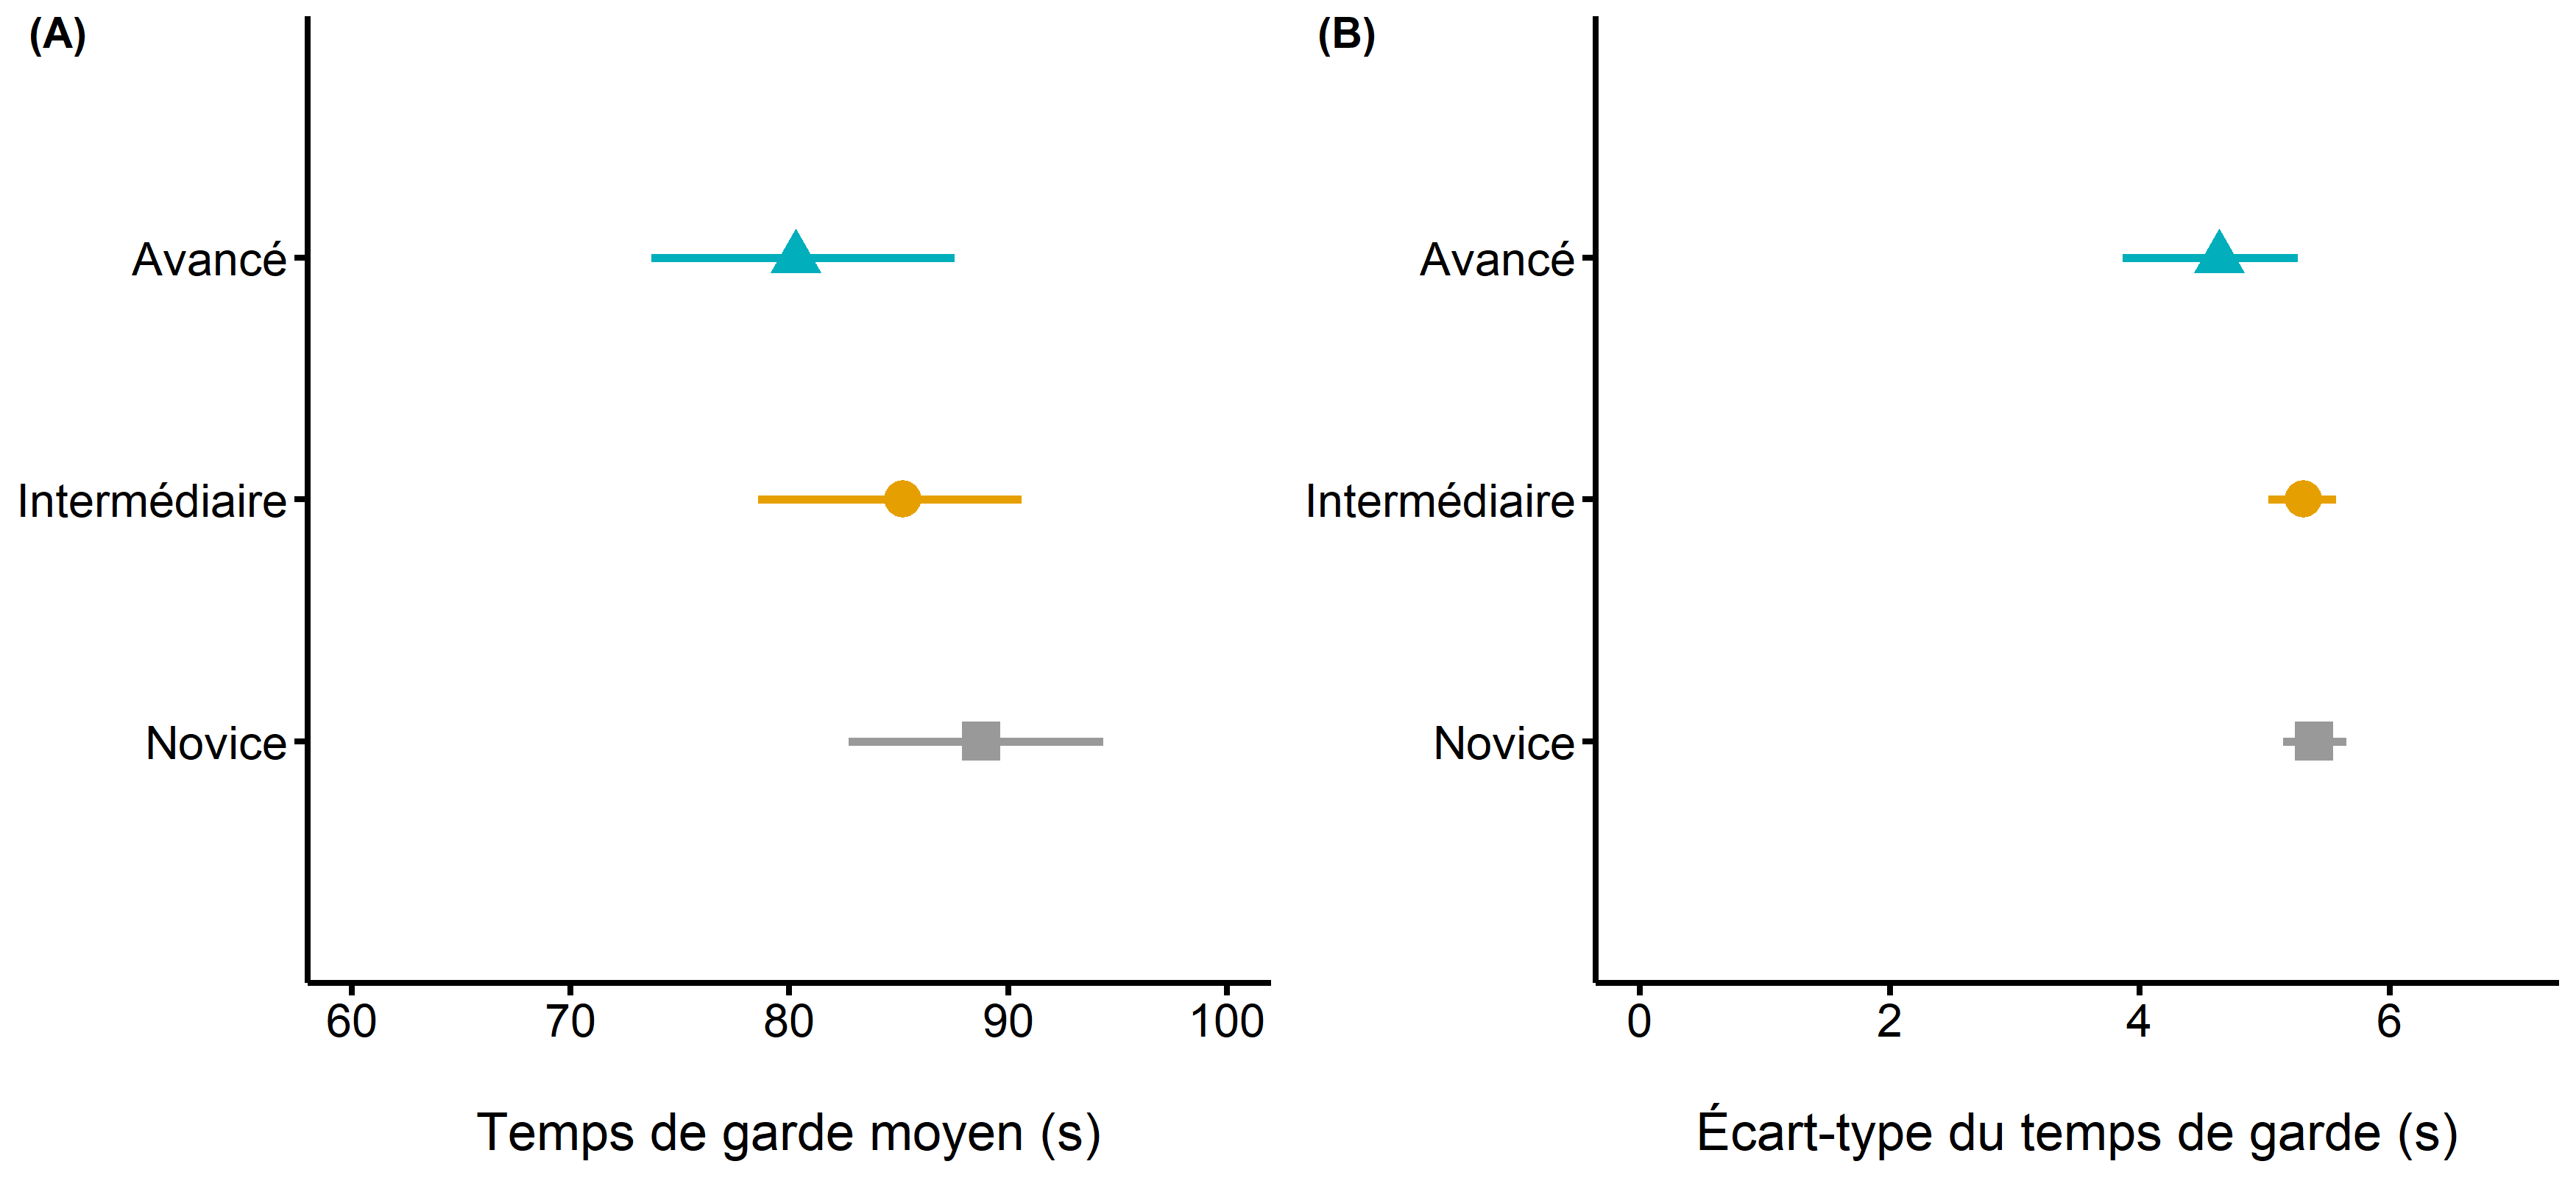 (A)
Avancé
Intermédiaire
Novice
60 70 80 90 100
Temps de garde moyen (s)
(B)
Avancé
Intermédiaire
Novice
0 2 4 6
Écart-type du temps de garde (s)